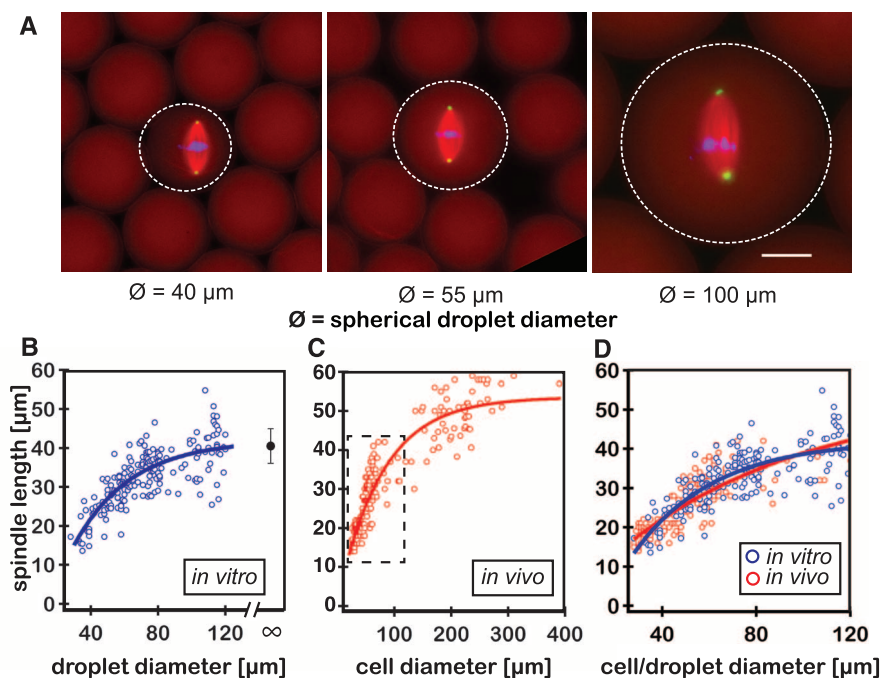 A
Ø = 40 µm
Ø = 55 µm
Ø = 100 µm
Ø = spherical droplet diameter
B
C
D
spindle length [µm]
60
50
40
30
20
10
0
in vitro
40
80
120
∞
droplet diameter [µm]
60
50
40
30
20
10
0
in vivo
100
200
300
400
cell diameter [µm]
60
50
40
30
20
10
0
in vitro
in vivo
40
80
120
cell/droplet diameter [µm]